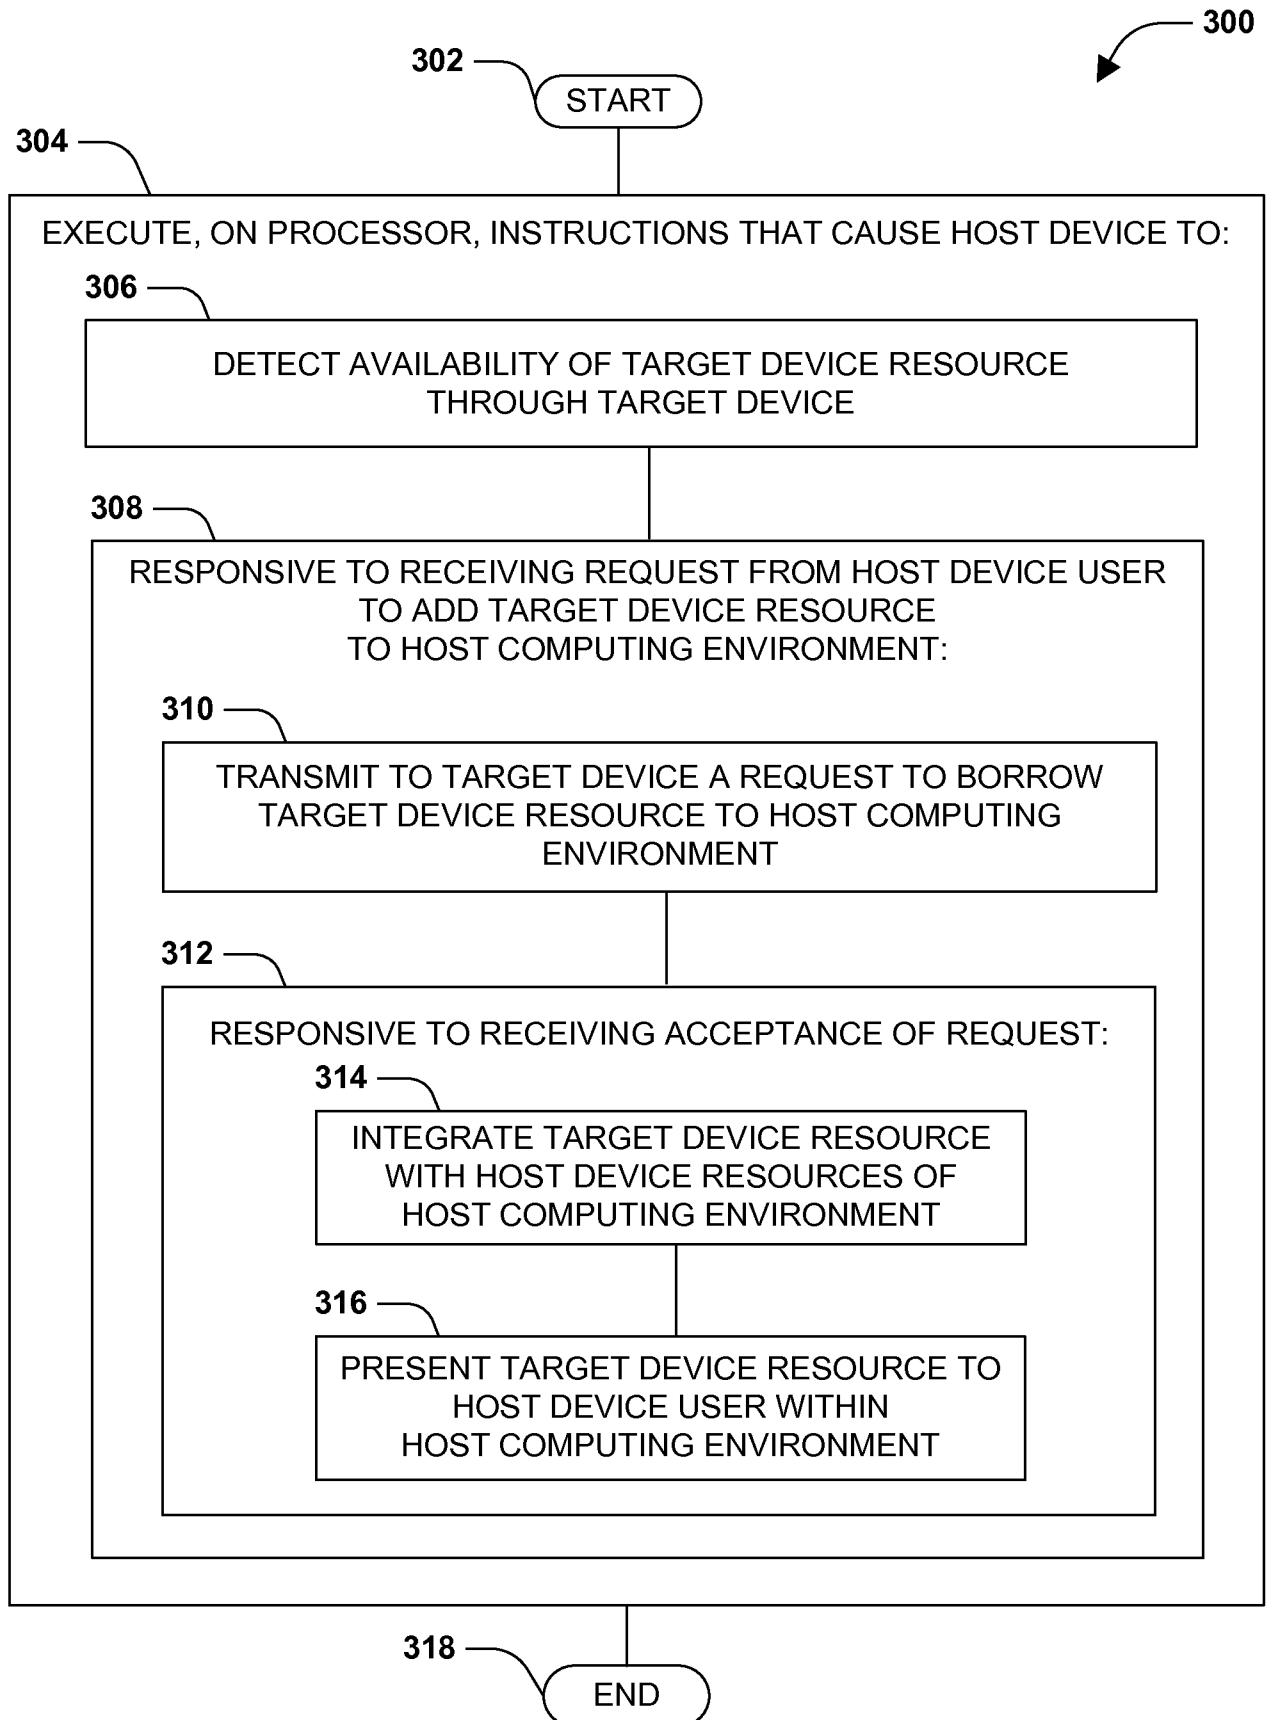 300
302
START
304
EXECUTE, ON PROCESSOR, INSTRUCTIONS THAT CAUSE HOST DEVICE TO:
306
DETECT AVAILABILITY OF TARGET DEVICE RESOURCE
THROUGH TARGET DEVICE
308
RESPONSIVE TO RECEIVING REQUEST FROM HOST DEVICE USER
TO ADD TARGET DEVICE RESOURCE
TO HOST COMPUTING ENVIRONMENT:
310
TRANSMIT TO TARGET DEVICE A REQUEST TO BORROW
TARGET DEVICE RESOURCE TO HOST COMPUTING
ENVIRONMENT
312
RESPONSIVE TO RECEIVING ACCEPTANCE OF REQUEST:
314
INTEGRATE TARGET DEVICE RESOURCE
WITH HOST DEVICE RESOURCES OF
HOST COMPUTING ENVIRONMENT
316
PRESENT TARGET DEVICE RESOURCE TO
HOST DEVICE USER WITHIN
HOST COMPUTING ENVIRONMENT
318
END